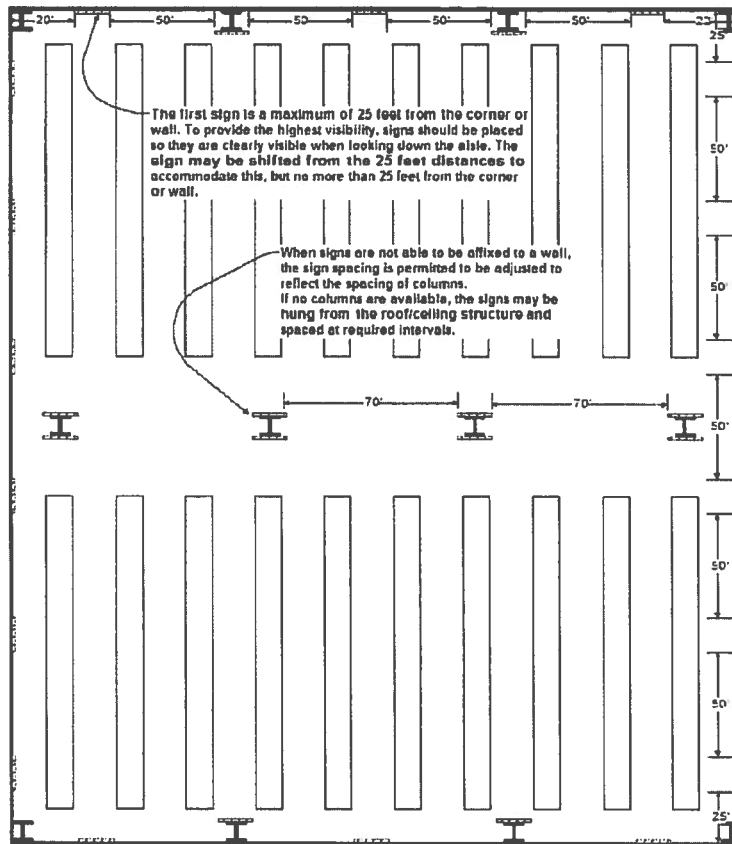 20' 50' 50 50' 50' 20'
25'
The first sign is a maximum of 25 feet from the corner or
wall. To provide the highest visibility, signs should be placed
so they are clearly visible when looking down the aisle. The
sign may be shifted from the 25 feet distances to
accommodate this, but no more than 25 feet from the corner
or wall.
50'
When signs are not able to be affixed to a wall,
the sign spacing is permitted to be adjusted to
reflect the spacing of columns.
If no columns are available, the signs may be
hung from the roof/ceiling structure and
spaced at required intervals.
50'
70' 70'
50'
50'
50'
25'